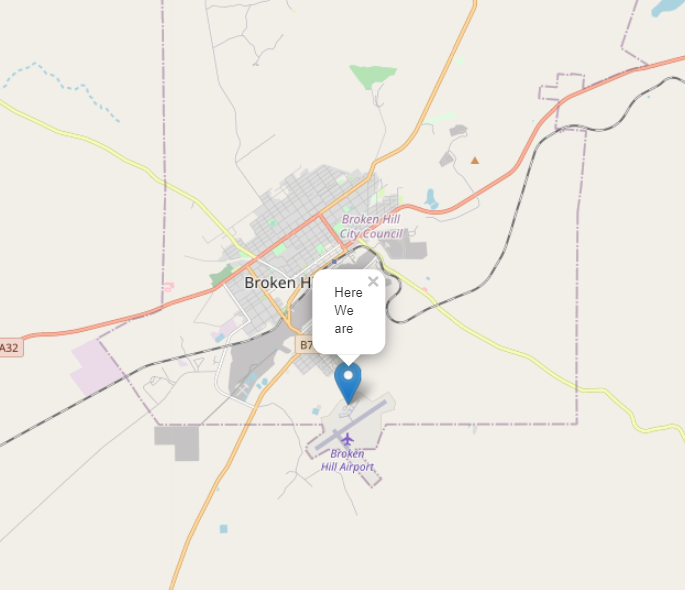 Broken Hill
City Council
Broken H
×
Here
We
are
A32
B7
Broken
Hill Airport